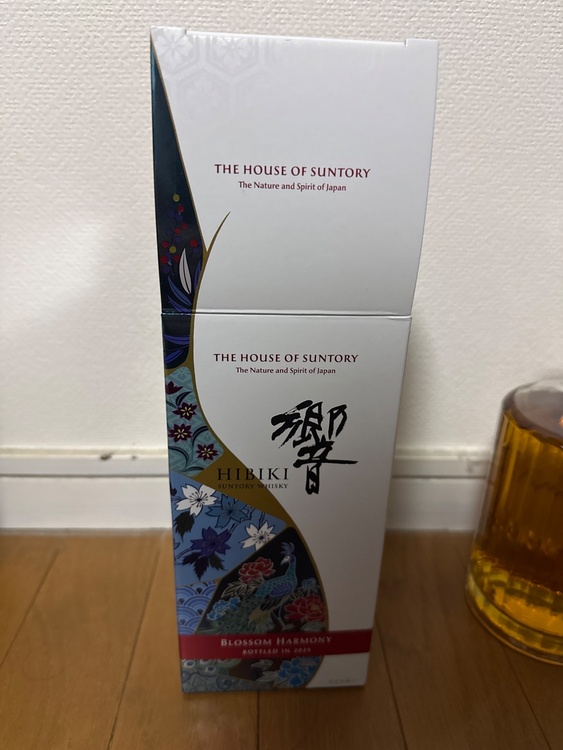 THE HOUSE OF SUNTORY
The Nature and Spirit of Japan
THE HOUSE OF SUNTORY
The Nature and Spirit of Japan
響
HIBIKI
SUNTORY WHISKY
BLOSSOM HARMONY
BOTTLED IN 2025